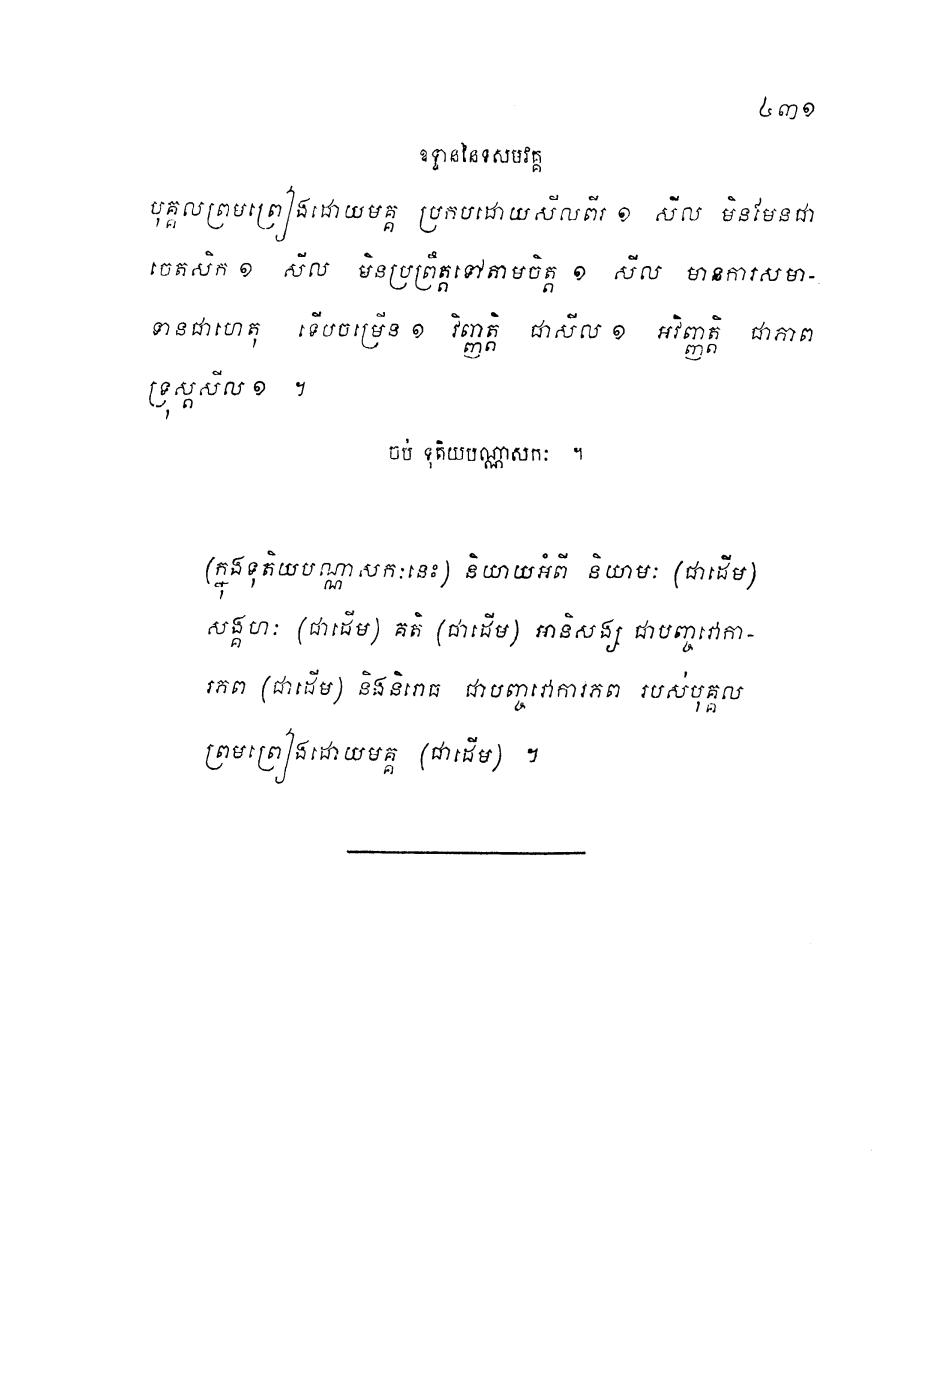 ៤៣១
ឧទ្ទាននៃទសមវគ្គ
បុគ្គលព្រមព្រៀងដោយមគ្គ ប្រកបដោយសីលពីរ ១ សីល មិនមែនជា
ចេតសិក ១ សីល មិនប្រព្រឹត្តទៅតាមចិត្ត ១ សីល មានការសមា-
ទានជាហេតុ ទើបចម្រើន ១ វិញ្ញត្តិ ជាសីល ១ អវិញ្ញត្តិ ជាភាព
ទ្រុស្តសីល ១ ។
ចប់ ទុតិយបណ្ណាសកៈ ។
(ក្នុងទុតិយបណ្ណាសកៈនេះ) និយាយអំពី និយាមៈ (ជាដើម)
សង្គហៈ (ជាដើម) គតិ (ជាដើម) អានិសង្ស ជាបញ្ចវោកា-
រភព (ជាដើម) និងនិរោធ ជាបញ្ចវោការភព របស់បុគ្គល
ព្រមព្រៀងដោយមគ្គ (ជាដើម) ។